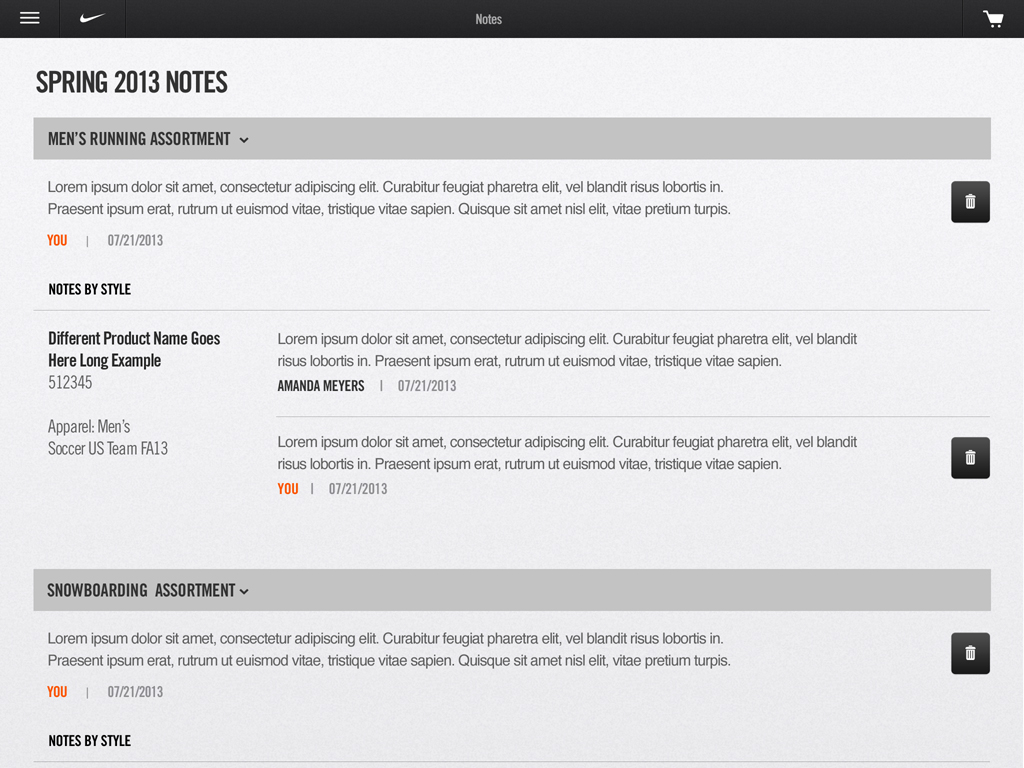 Notes
SPRING 2013 NOTES
MEN'S RUNNING ASSORTMENT
Lorem ipsum dolor sit amet, consectetur adipiscing elit. Curabitur feugiat pharetra elit, vel blandit risus lobortis in.
Praesent ipsum erat, rutrum ut euismod vitae, tristique vitae sapien. Quisque sit amet nisl elit, vitae pretium turpis.
YOU | 07/21/2013
NOTES BY STYLE
Different Product Name Goes
Here Long Example
512345
Apparel: Men's
Soccer US Team FA13
Lorem ipsum dolor sit amet, consectetur adipiscing elit. Curabitur feugiat pharetra elit, vel blandit
risus lobortis in. Praesent ipsum erat, rutrum ut euismod vitae, tristique vitae sapien.
AMANDA MEYERS | 07/21/2013
Lorem ipsum dolor sit amet, consectetur adipiscing elit. Curabitur feugiat pharetra elit, vel blandit
risus lobortis in. Praesent ipsum erat, rutrum ut euismod vitae, tristique vitae sapien.
YOU | 07/21/2013
SNOWBOARDING ASSORTMENT
Lorem ipsum dolor sit amet, consectetur adipiscing elit. Curabitur feugiat pharetra elit, vel blandit risus lobortis in.
Praesent ipsum erat, rutrum ut euismod vitae, tristique vitae sapien. Quisque sit amet nisl elit, vitae pretium turpis.
YOU | 07/21/2013
NOTES BY STYLE